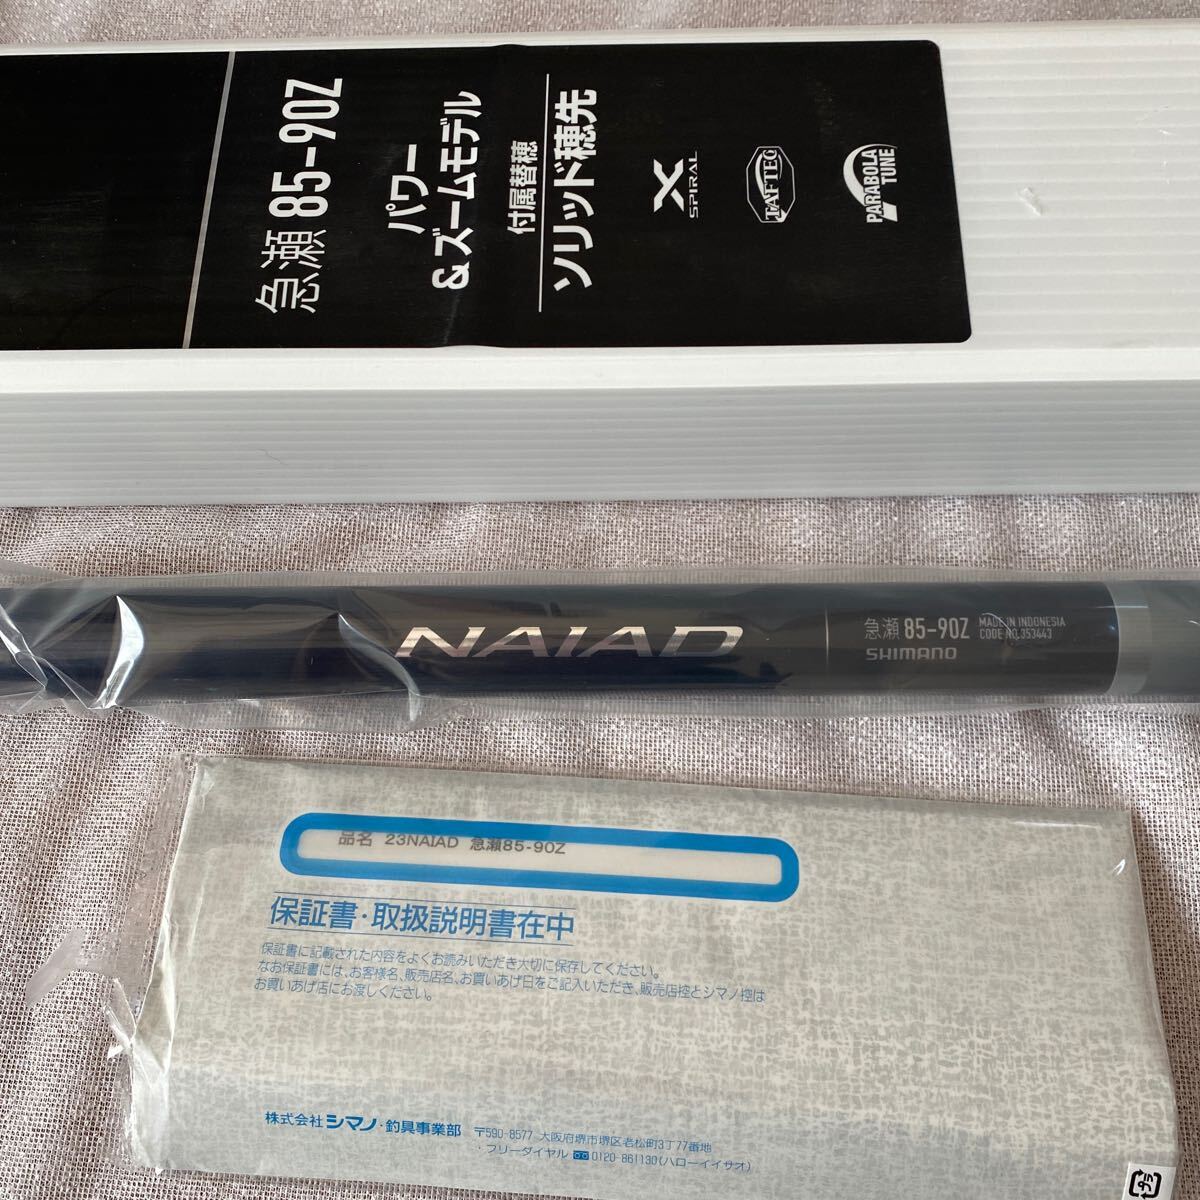 急瀬 85-90Z
パワー
&ズームモデル
付属替穂
ソリッド穂先
X
SPIRAL
TAFTEC
PARABOLA
TUNE
NAIAD
急瀬 85-90Z
SHIMANO
MADE IN INDONESIA
CODE NO.353443
品名 23NAIAD 急瀬85-90Z
保証書・取扱説明書在中
保証書に記載された内容をよくお読みいただき大切に保存してください。
なお保証書には、お客様名、販売店名、お買いあげ日をご記入いただき、販売店控とシマノ控は
お買いあげ店にお渡しください。
株式会社シマノ・釣具事業部
〒590-8577 大阪府堺市堺区老松町3丁77番地
・フリーダイヤル 0120-861130(ハローイイサオ)